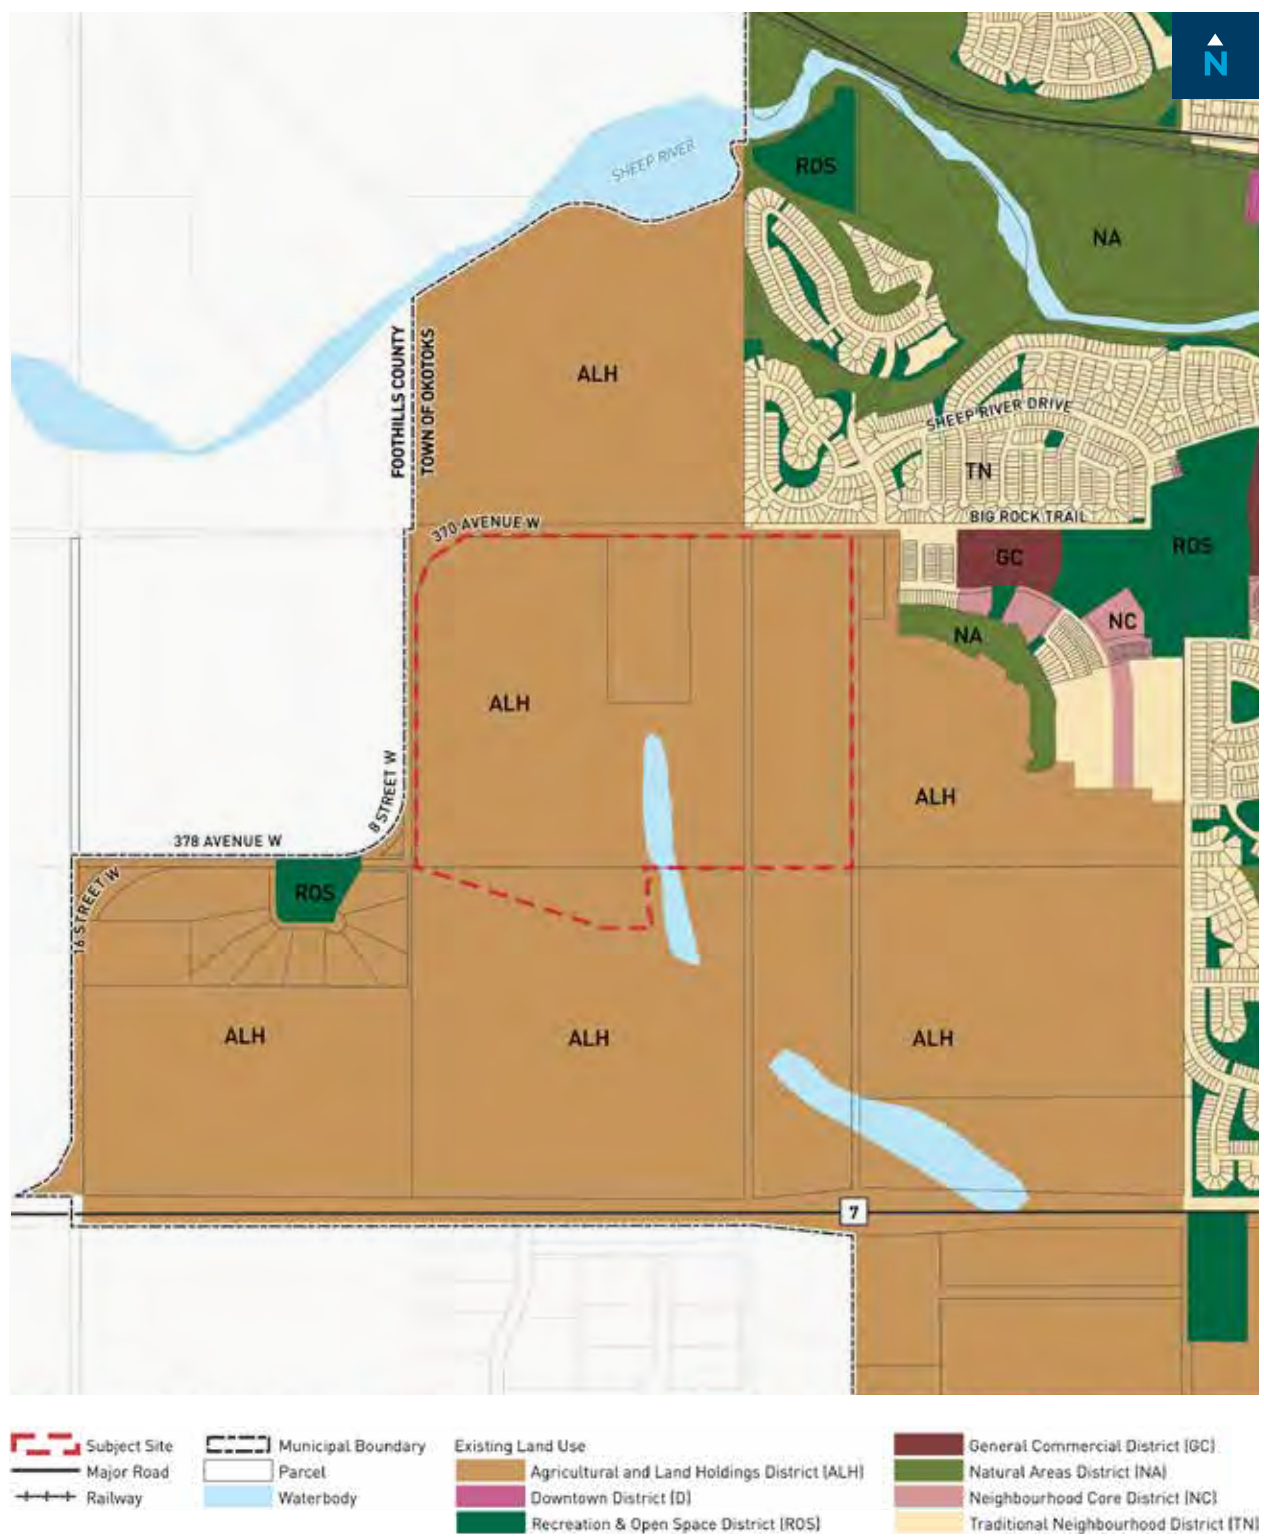 N
SHEEP RIVER
ROS
NA
ALH
FOOTHILLS COUNTY
TOWN OF OKOTOKS
SHEEP RIVER DRIVE
TN
BIG ROCK TRAIL
370 AVENUE W
GC
ROS
NC
NA
ALH
8 STREET W
ALH
378 AVENUE W
16 STREET W
ROS
ALH
ALH
ALH
7
Subject Site
Major Road
Railway
Municipal Boundary
Parcel
Waterbody
Existing Land Use
Agricultural and Land Holdings District (ALH)
Downtown District (D)
Recreation & Open Space District (ROS)
General Commercial District (GC)
Natural Areas District (NA)
Neighbourhood Core District (NC)
Traditional Neighbourhood District (TN)